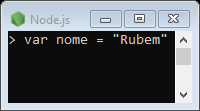 Node.js
> var nome = "Rubem"